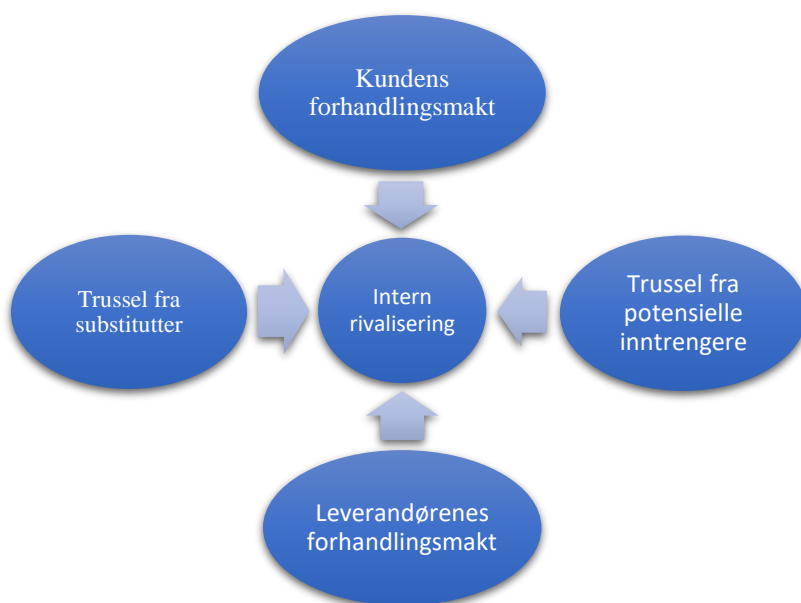 Kundens
forhandlingsmakt
Trussel fra
substitutter
Intern
rivalisering
Trussel fra
potensielle
inntrengere
Leverandørenes
forhandlingsmakt